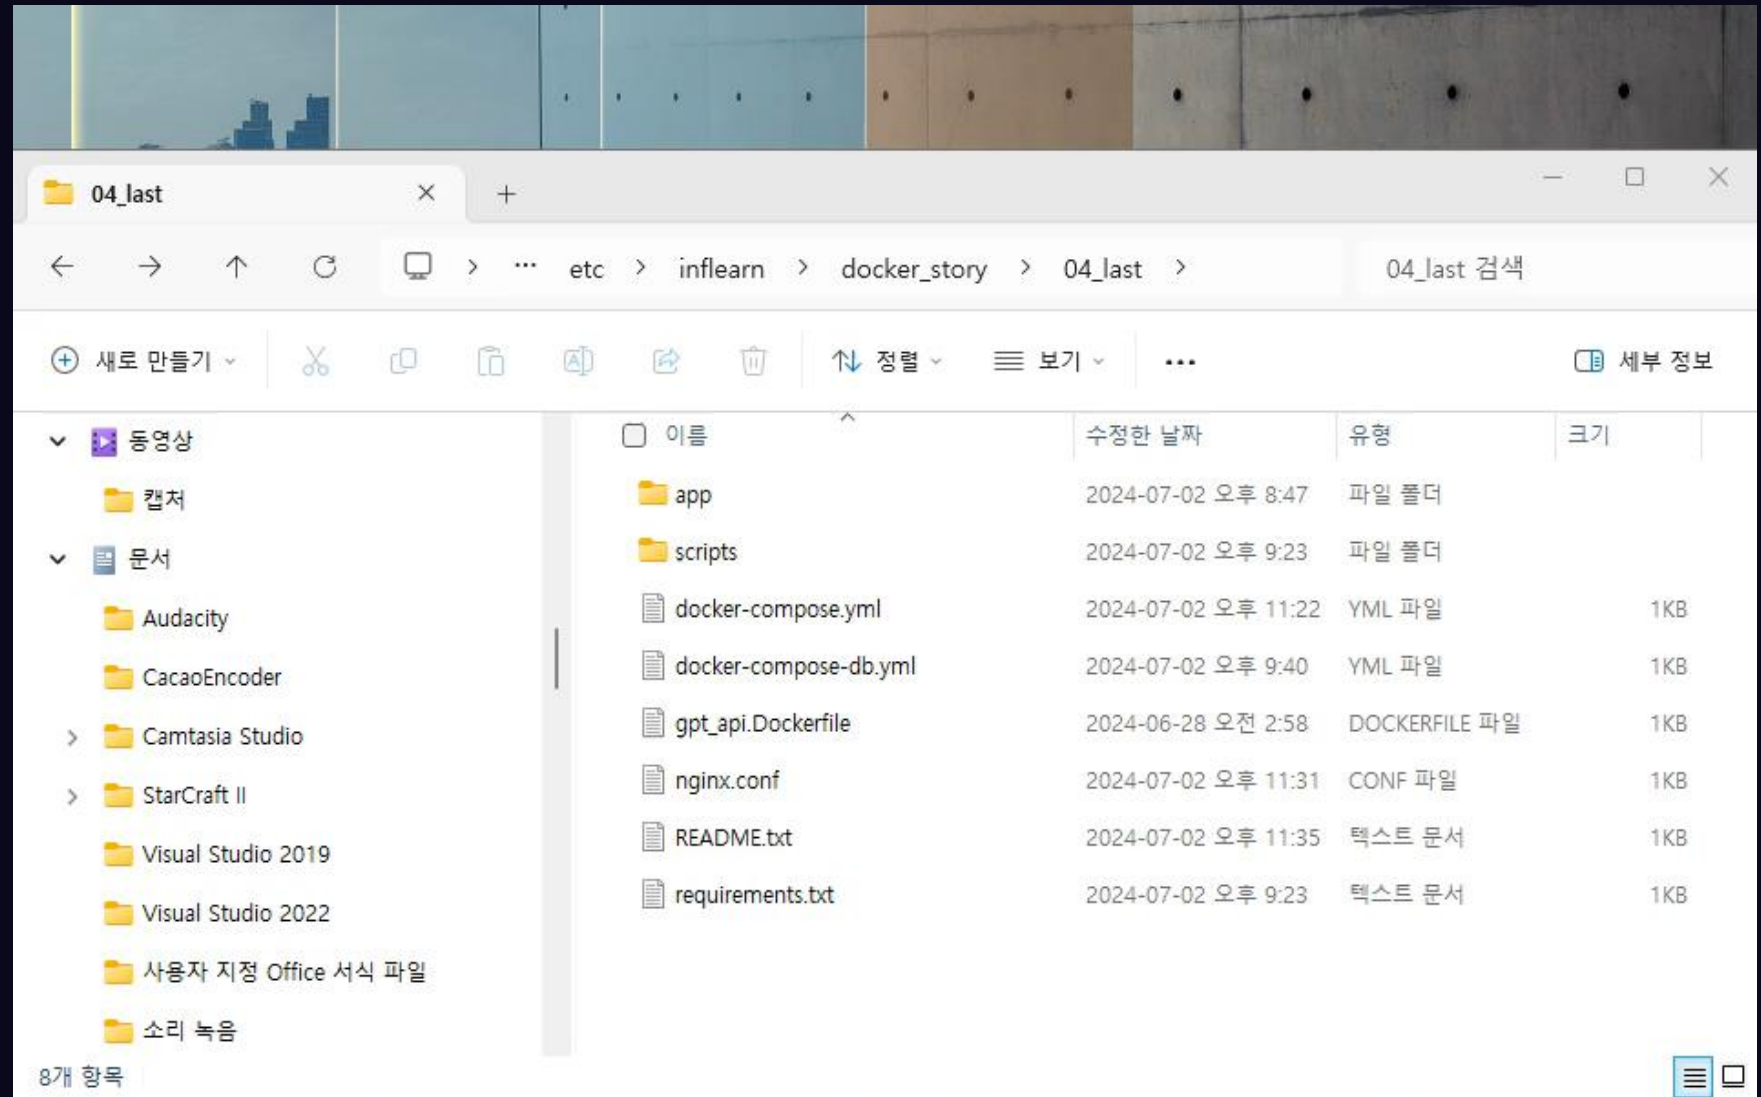 04_last
etc > inflearn > docker_story > 04_last >
04_last 검색
새로 만들기
정렬
보기
세부 정보
동영상
캡처
문서
Audacity
CacaoEncoder
Camtasia Studio
StarCraft II
Visual Studio 2019
Visual Studio 2022
사용자 지정 Office 서식 파일
소리 녹음
이름 수정한 날짜 유형 크기
app 2024-07-02 오후 8:47 파일 폴더
scripts 2024-07-02 오후 9:23 파일 폴더
docker-compose.yml 2024-07-02 오후 11:22 YML 파일 1KB
docker-compose-db.yml 2024-07-02 오후 9:40 YML 파일 1KB
gpt_api.Dockerfile 2024-06-28 오전 2:58 DOCKERFILE 파일 1KB
nginx.conf 2024-07-02 오후 11:31 CONF 파일 1KB
README.txt 2024-07-02 오후 11:35 텍스트 문서 1KB
requirements.txt 2024-07-02 오후 9:23 텍스트 문서 1KB
8개 항목